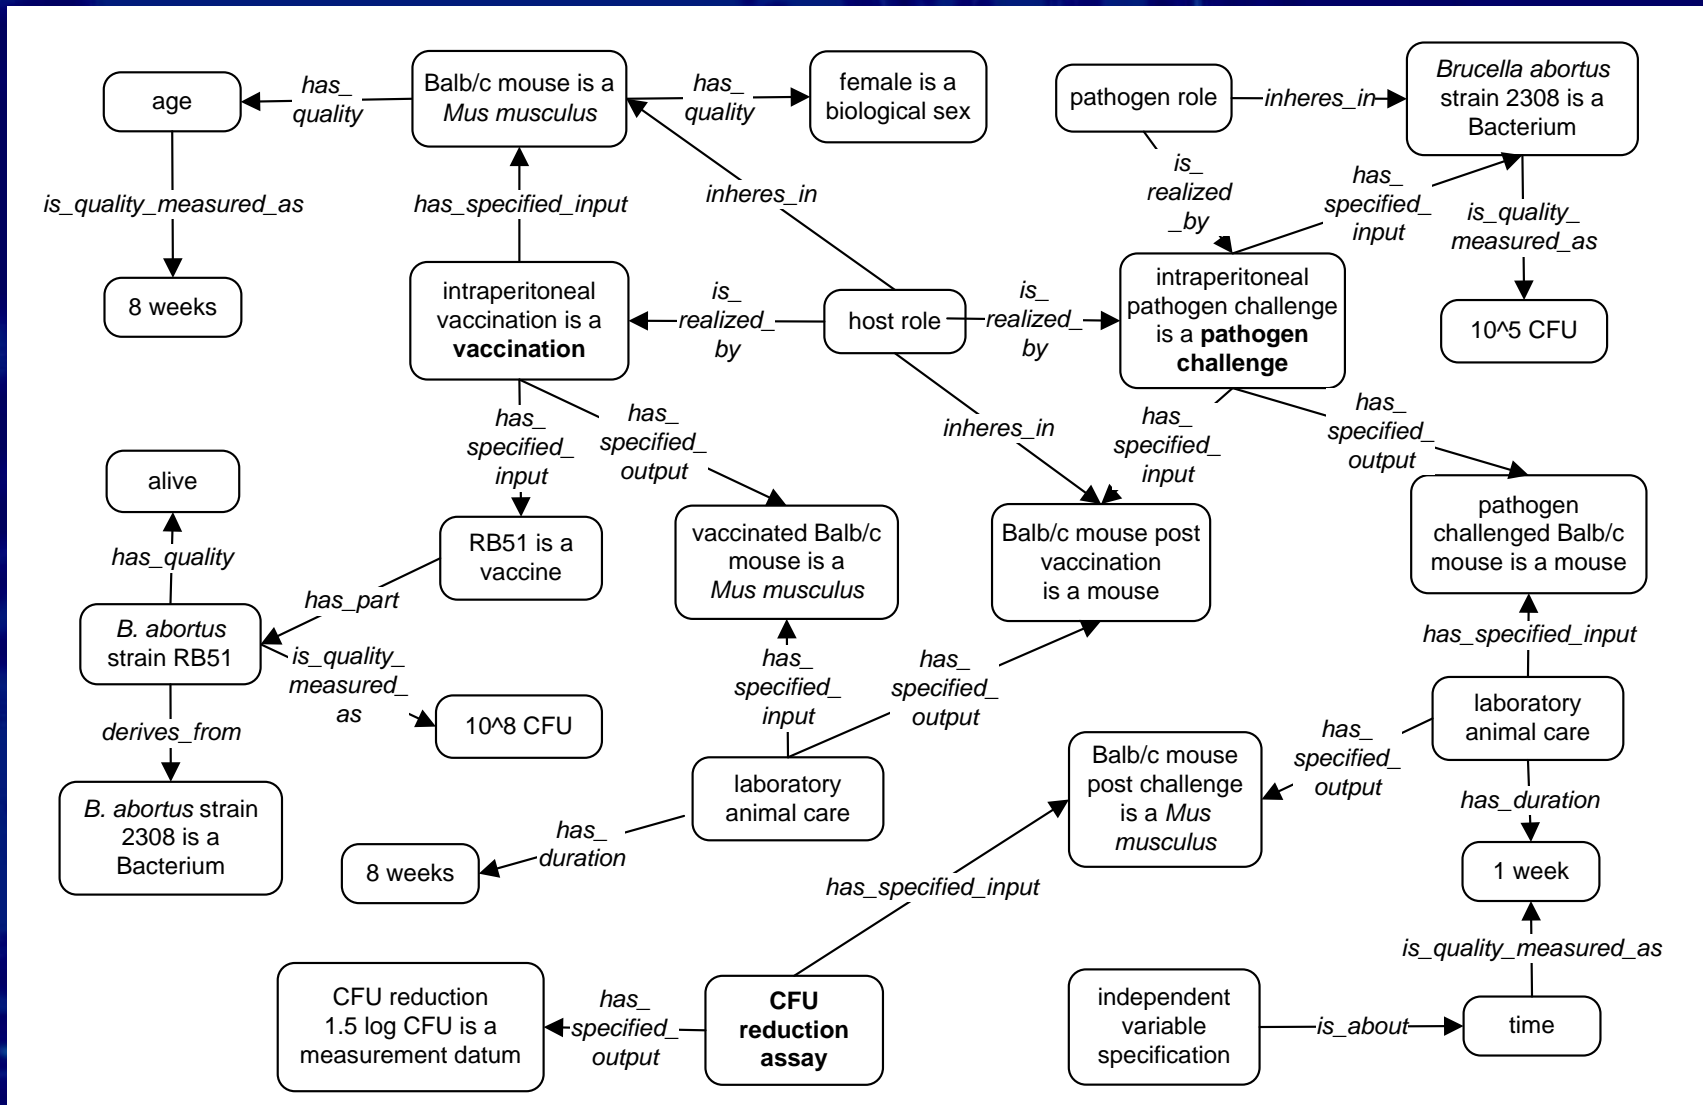 age
has_
quality
Balb/c mouse is a
Mus musculus
has_
quality
female is a
biological sex
pathogen role
inheres_in
Brucella abortus
strain 2308 is a
Bacterium
is_quality_measured_as
has_specified_input
inheres_in
is_
realized
_by
has_
specified_
input
is_quality_
measured_as
8 weeks
intraperitoneal
vaccination is a
vaccination
is_
realized_
by
host role
is_
realized_
by
intraperitoneal
pathogen challenge
is a pathogen
challenge
10^5 CFU
has_
specified_
input
has_
specified_
output
inheres_in
has_
specified_
input
has_
specified_
output
alive
has_quality
RB51 is a
vaccine
vaccinated Balb/c
mouse is a
Mus musculus
Balb/c mouse post
vaccination
is a mouse
pathogen
challenged Balb/c
mouse is a mouse
has_part
B. abortus
strain RB51
is_quality_
measured_
as
has_
specified_
input
has_
specified_
output
has_specified_input
derives_from
10^8 CFU
laboratory
animal care
has_
specified_
output
Balb/c mouse
post challenge
is a Mus
musculus
B. abortus strain
2308 is a
Bacterium
laboratory
animal care
has_duration
has_
duration
8 weeks
1 week
has_specified_input
is_quality_measured_as
CFU reduction
1.5 log CFU is a
measurement datum
has_
specified_
output
CFU
reduction
assay
independent
variable
specification
is_about
time